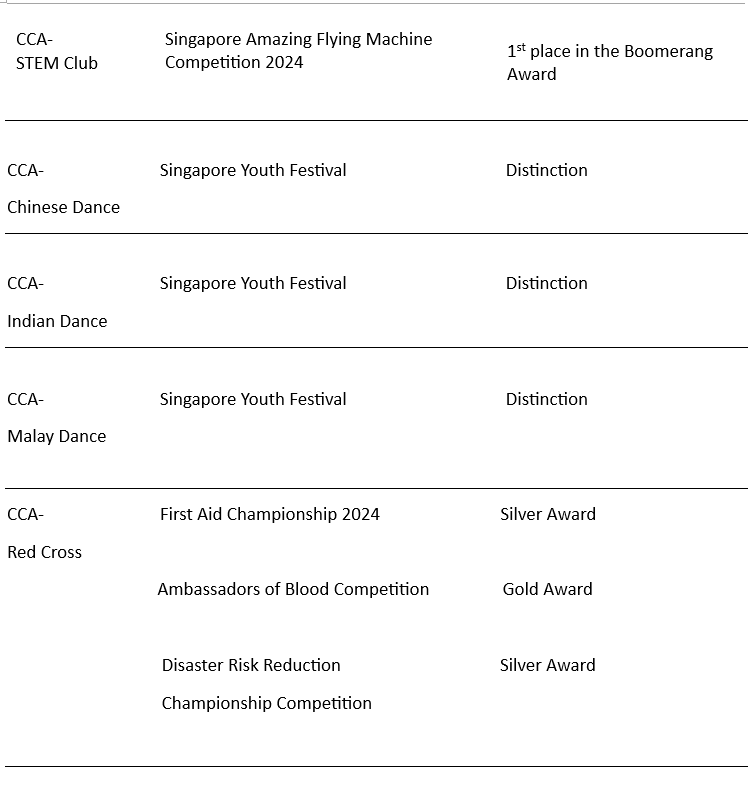 CCA- Singapore Amazing Flying Machine
STEM Club Competition 2024
1st place in the Boomerang
Award
CCA- Singapore Youth Festival Distinction
Chinese Dance
CCA- Singapore Youth Festival Distinction
Indian Dance
CCA- Singapore Youth Festival Distinction
Malay Dance
CCA- First Aid Championship 2024 Silver Award
Red Cross
Ambassadors of Blood Competition Gold Award
Disaster Risk Reduction Silver Award
Championship Competition